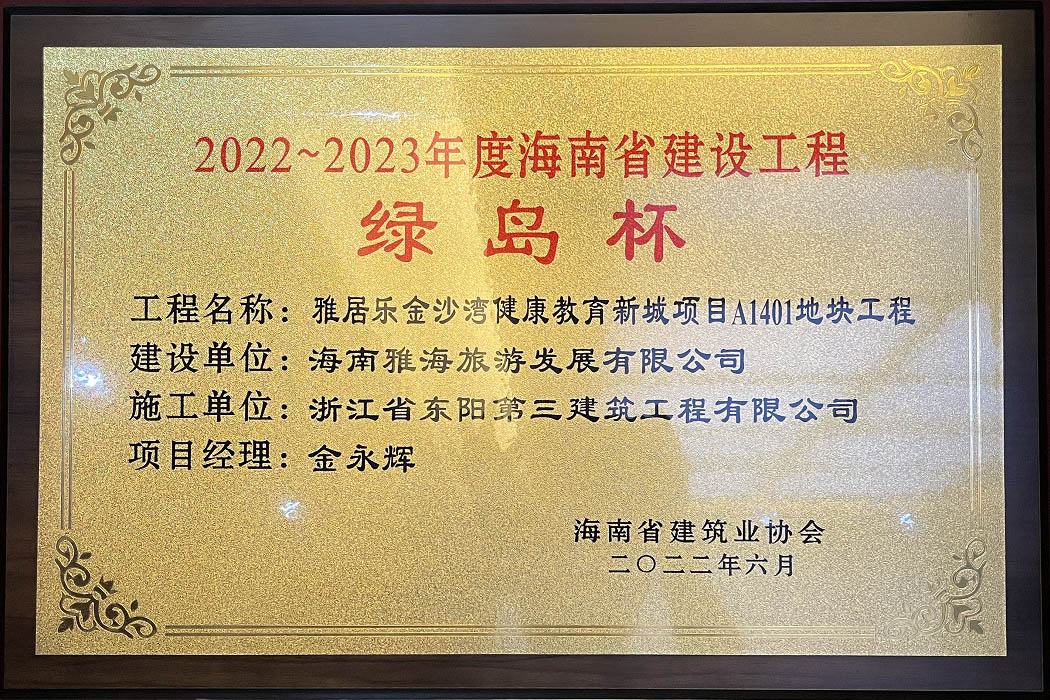 2022~2023年度海南省建设工程
绿岛杯
工程名称：雅居乐金沙湾健康教育新城项目A1401地块工程
建设单位：海南雅海旅游发展有限公司
施工单位：浙江省东阳第三建筑工程有限公司
项目经理：金永辉
海南省建筑业协会
二〇二二年六月